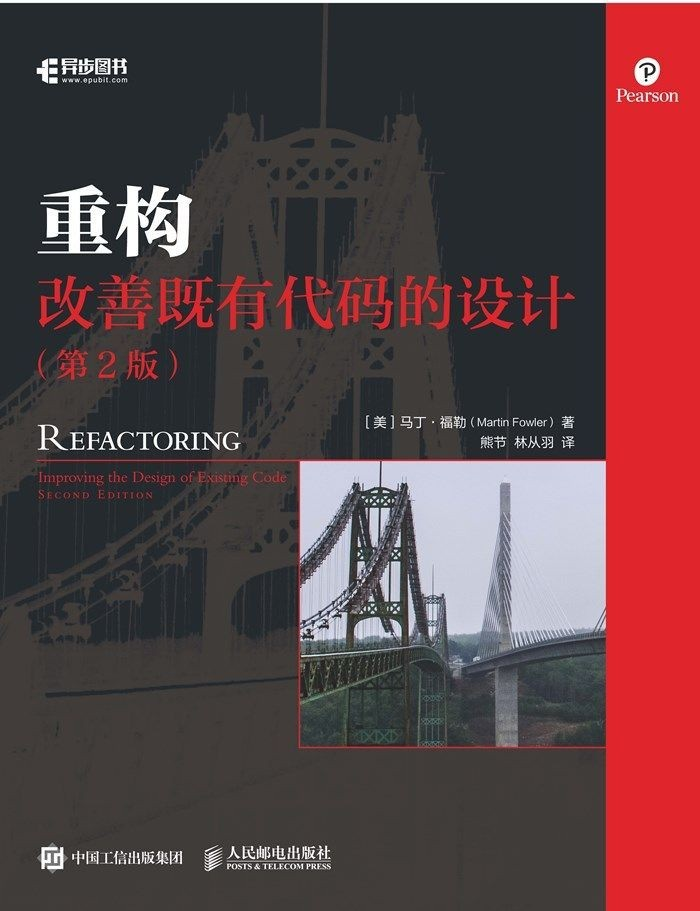 异步图书
www.epubit.com
Pearson
重构
改善既有代码的设计
（第2版）
［美］马丁·福勒（Martin Fowler）著
熊节 林从羽 译
REFACTORING
Improving the Design of Existing Code
SECOND EDITION
中国工信出版集团
人民邮电出版社
POSTS & TELECOM PRESS